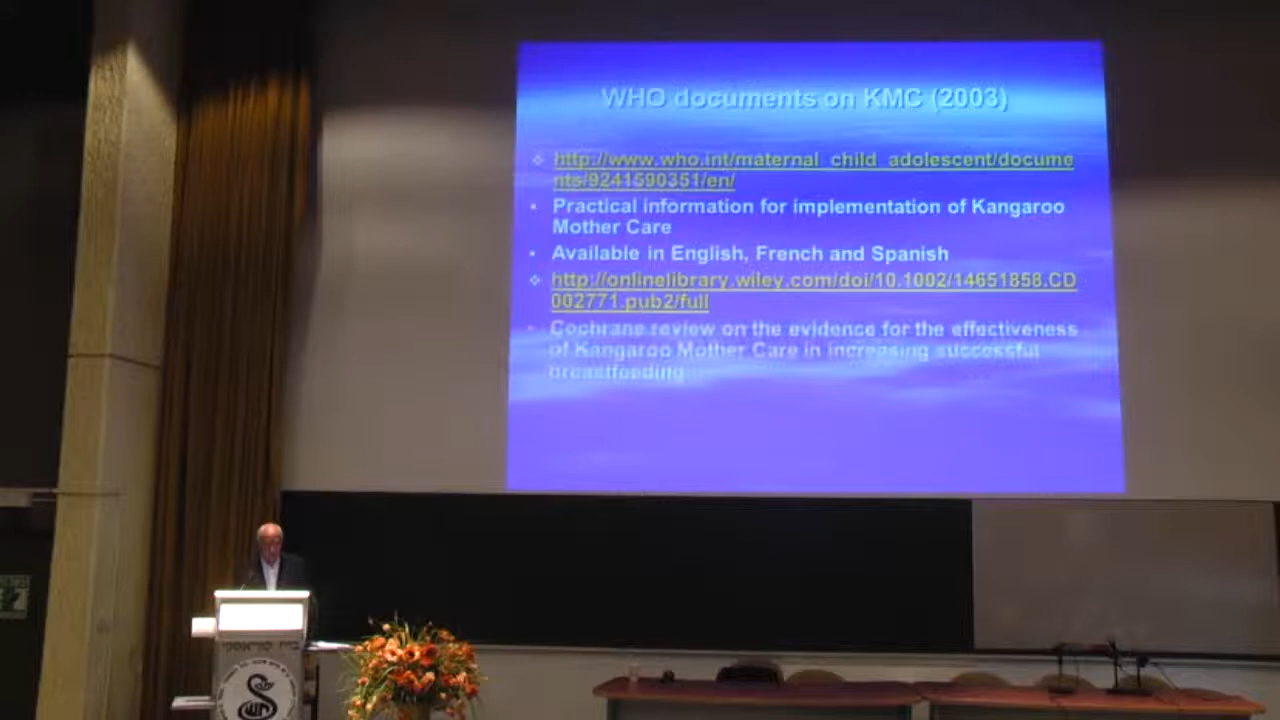 WHO documents on KMC (2003)
http://www.who.int/maternal_child_adolescent/docume
nts/9241590351/en/
Practical information for implementation of Kangaroo
Mother Care
Available in English, French and Spanish
http://onlinelibrary.wiley.com/doi/10.1002/14651858.CD
002771.pub2/full
Cochrane review on the evidence for the effectiveness
of Kangaroo Mother Care in increasing successful
breastfeeding